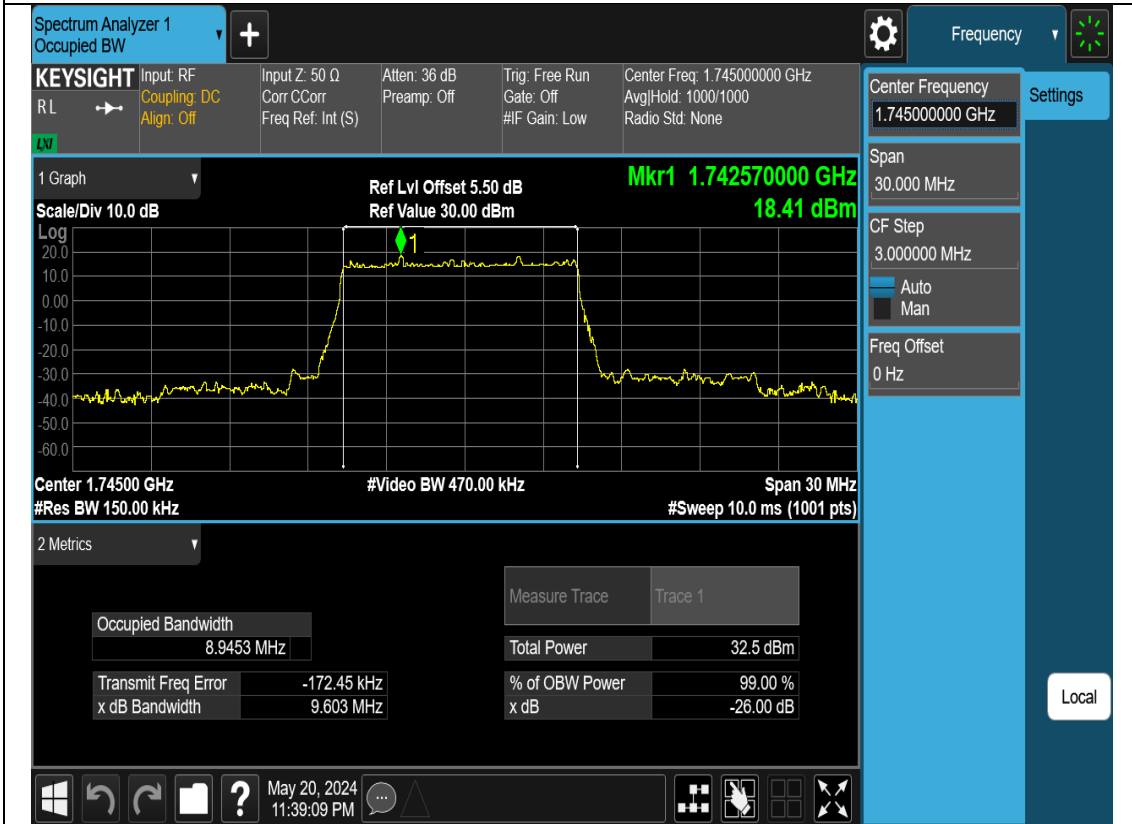 Spectrum Analyzer 1
Occupied BW
+
Frequency
KEYSIGHT
RL
LXI
Input: RF
Coupling: DC
Align: Off
Input Z: 50 Ω
Corr CCorr
Freq Ref: Int (S)
Atten: 36 dB
Preamp: Off
Trig: Free Run
Gate: Off
#IF Gain: Low
Center Freq: 1.745000000 GHz
Avg|Hold: 1000/1000
Radio Std: None
Center Frequency
1.745000000 GHz
Settings
Span
30.000 MHz
CF Step
3.000000 MHz
Auto
Man
Freq Offset
0 Hz
Local
1 Graph
Scale/Div 10.0 dB
Ref Lvl Offset 5.50 dB
Ref Value 30.00 dBm
Mkr1 1.742570000 GHz
18.41 dBm
Log
1
20.0
10.0
0.00
-10.0
-20.0
-30.0
-40.0
-50.0
-60.0
Center 1.74500 GHz
#Video BW 470.00 kHz
Span 30 MHz
#Res BW 150.00 kHz
#Sweep 10.0 ms (1001 pts)
2 Metrics
Measure Trace Trace 1
Occupied Bandwidth
8.9453 MHz
Total Power 32.5 dBm
Transmit Freq Error -172.45 kHz
% of OBW Power 99.00 %
x dB Bandwidth 9.603 MHz
x dB -26.00 dB
?
May 20, 2024
11:39:09 PM